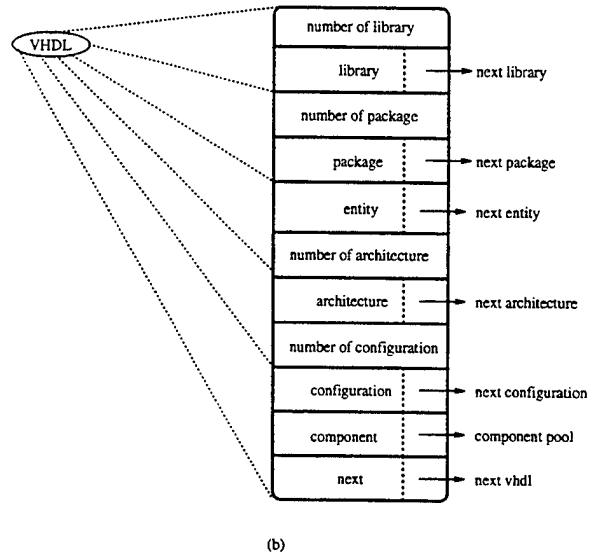 VHDL
number of library
library
next library
number of package
package
next package
entity
next entity
number of architecture
architecture
next architecture
number of configuration
configuration
next configuration
component
component pool
next
next vhdl
(b)